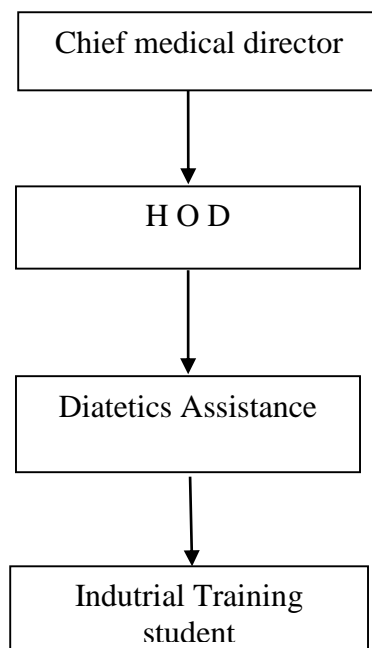 Chief medical director
H O D
Diatetics Assistance
Indutrial Training
student